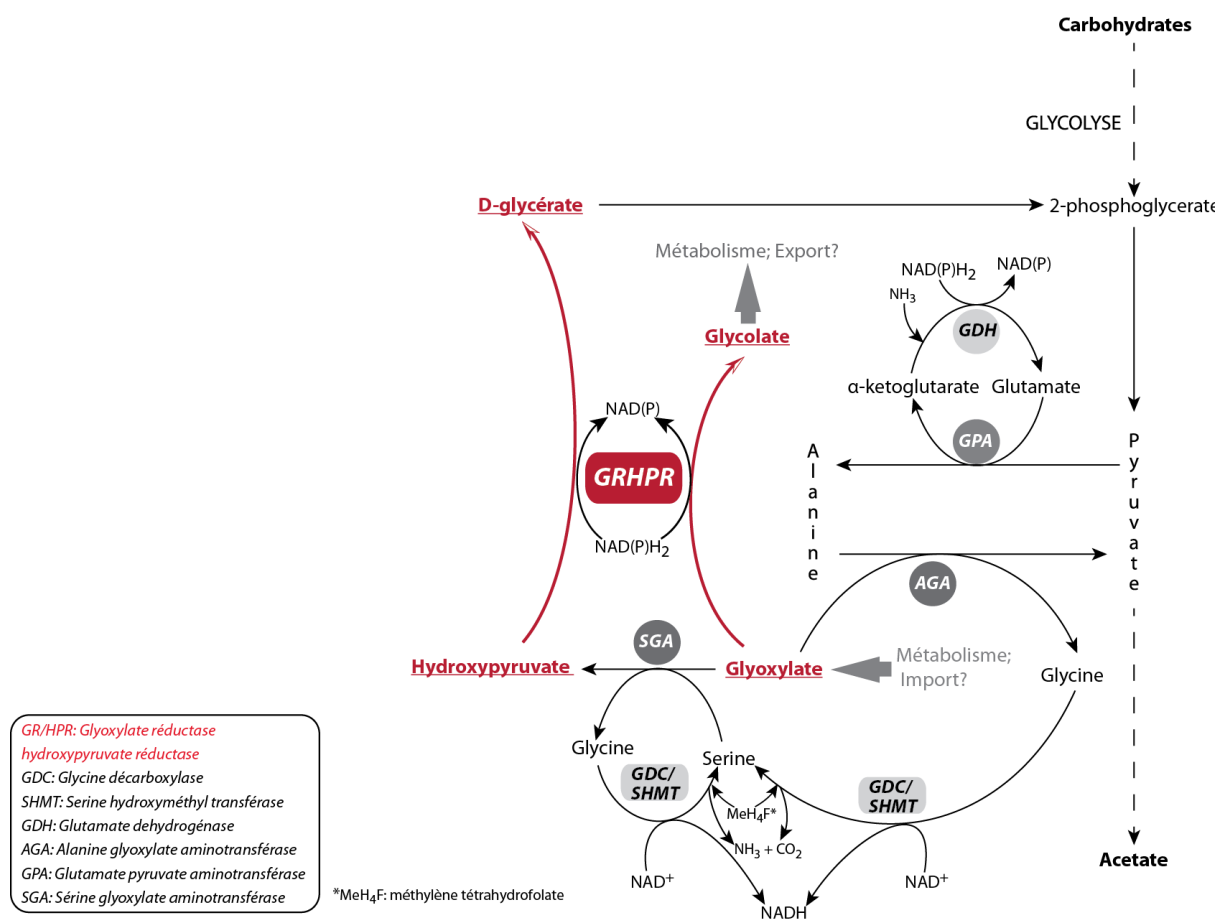 Carbohydrates
GLYCOLYSE
D-glycérate
2-phosphoglycerate
Métabolisme; Export?
NAD(P)H2
NAD(P)
NH3
GDH
Glycolate
α-ketoglutarate
Glutamate
NAD(P)
GPA
Alanine
Pyruvate
GRHPR
NAD(P)H2
AGA
SGA
Hydroxypyruvate
Glyoxylate
Métabolisme;
Import?
Glycine
Glycine
Serine
GDC/
SHMT
GDC/
SHMT
MeH4F*
NH3 + CO2
NAD+
NAD+
NADH
Acetate
GR/HPR: Glyoxylate réductase
hydroxypyruvate réductase
GDC: Glycine décarboxylase
SHMT: Serine hydroxyméthyl transférase
GDH: Glutamate dehydrogénase
AGA: Alanine glyoxylate aminotransférase
GPA: Glutamate pyruvate aminotransférase
SGA: Sérine glyoxylate aminotransférase
*MeH4F: méthylène tétrahydrofolate